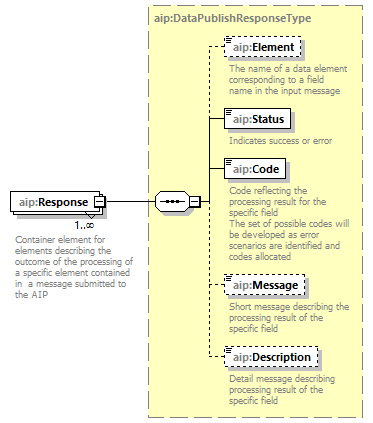 aip:DataPublishResponseType
aip:Element
The name of a data element
corresponding to a field
name in the input message
aip:Status
Indicates success or error
aip:Code
Code reflecting the
processing result for the
specific field
The set of possible codes will
be developed as error
scenarios are identified and
codes allocated
aip:Response
1..∞
Container element for
elements describing the
outcome of the processing of
a specific element contained
in a message submitted to
the AIP
aip:Message
Short message describing the
processing result of the
specific field
aip:Description
Detail message describing
processing result of the
specific field